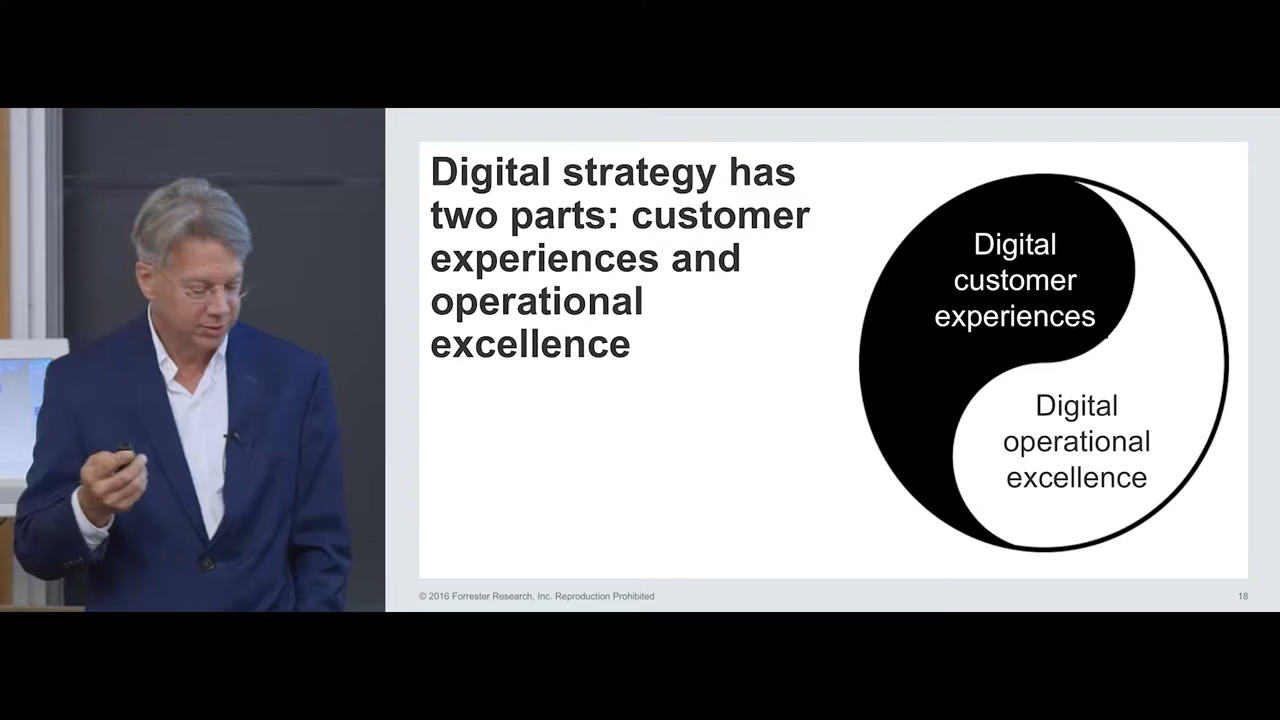 Digital strategy has
two parts: customer
experiences and
operational
excellence
Digital
customer
experiences
Digital
operational
excellence
© 2016 Forrester Research, Inc. Reproduction Prohibited
18